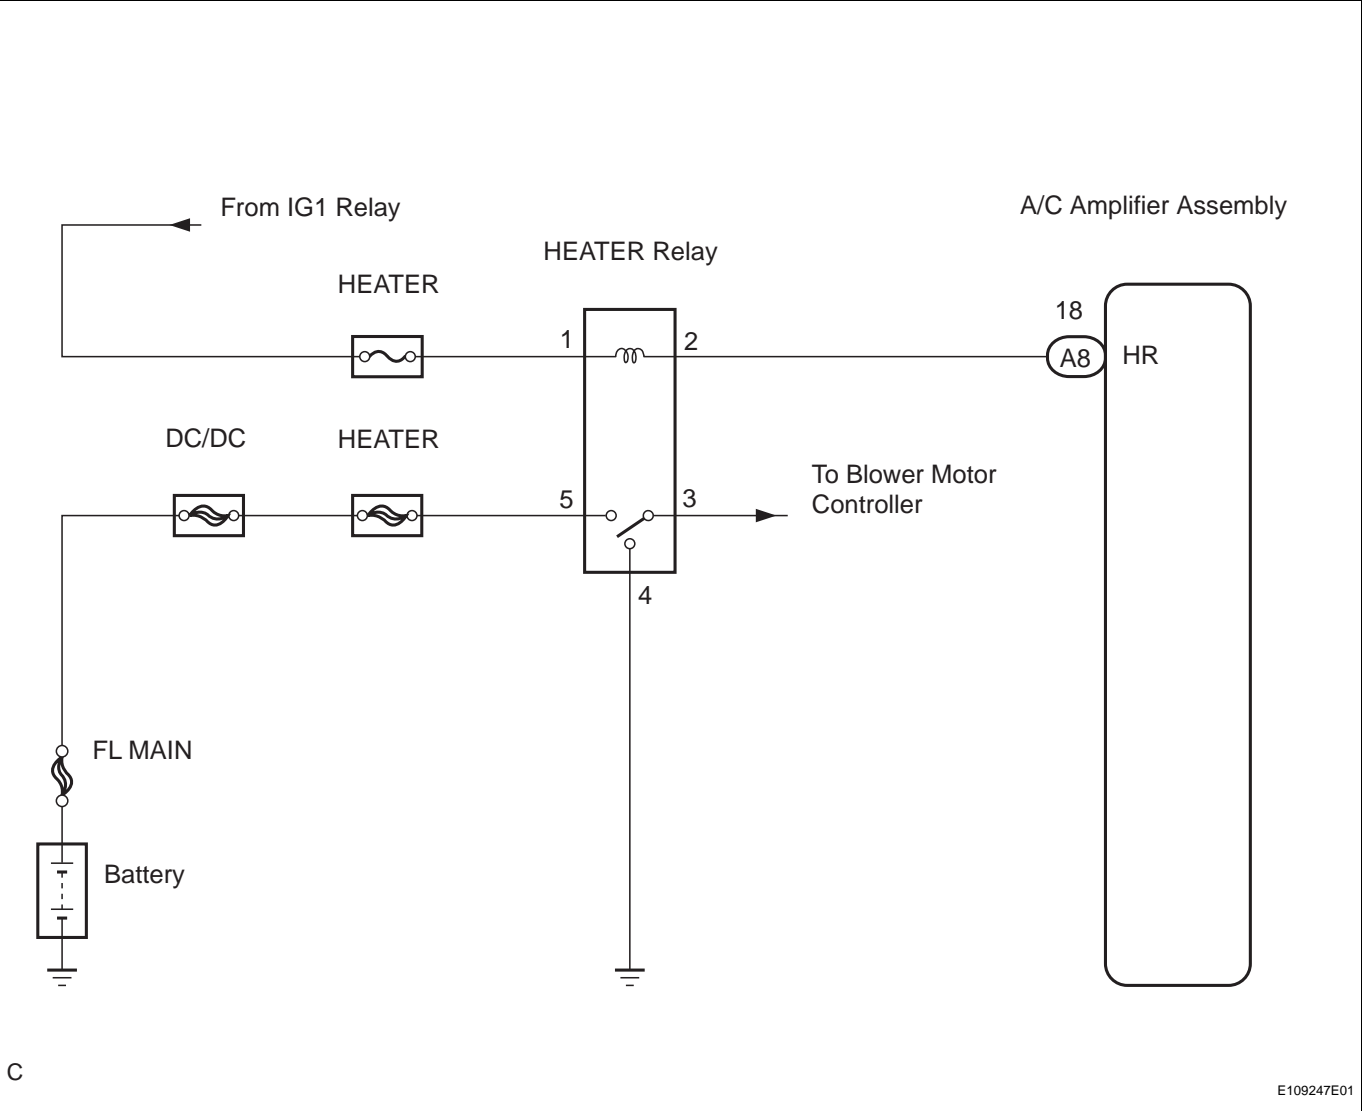 From IG1 Relay
A/C Amplifier Assembly
HEATER Relay
HEATER
18
1
2
A8
HR
DC/DC
HEATER
To Blower Motor
Controller
5
3
4
FL MAIN
Battery
C
E109247E01